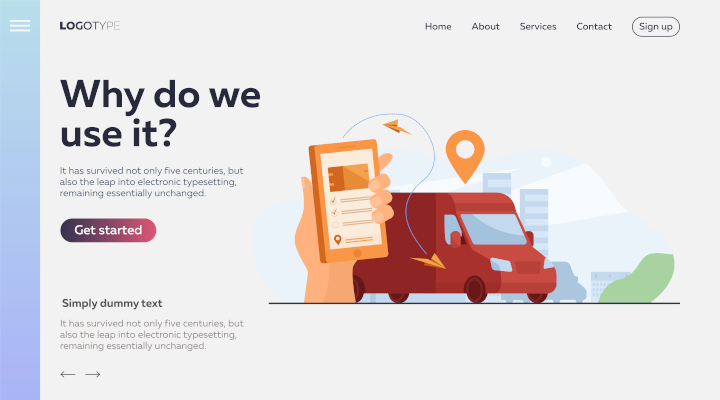 LOGOTYPE
Home
About
Services
Contact
Sign up
Why do we
use it?
It has survived not only five centuries, but
also the leap into electronic typesetting,
remaining essentially unchanged.
Get started
Simply dummy text
It has survived not only five centuries, but
also the leap into electronic typesetting,
remaining essentially unchanged.